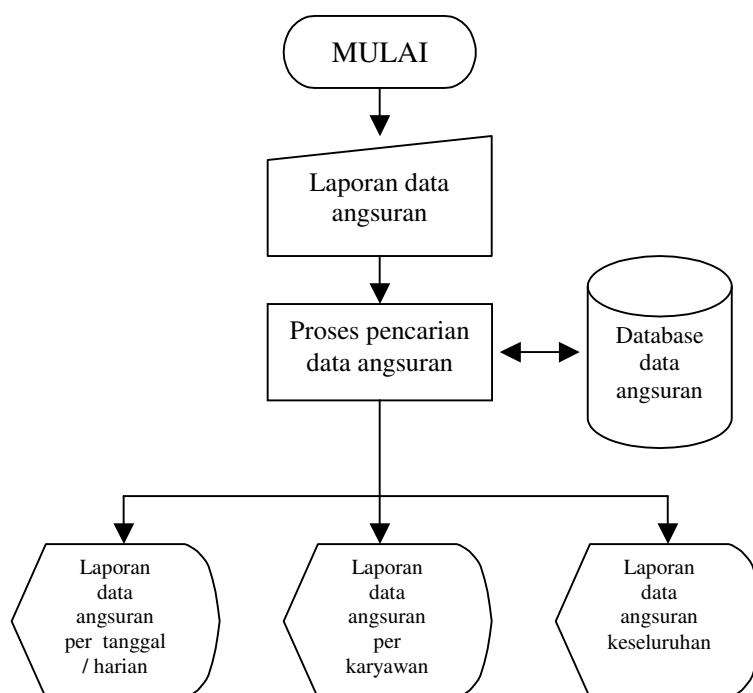 MULAI
Laporan data
angsuran
Proses pencarian
data angsuran
Database
data
angsuran
Laporan
data
angsuran
per tanggal
/ harian
Laporan
data
angsuran
per
karyawan
Laporan
data
angsuran
keseluruhan